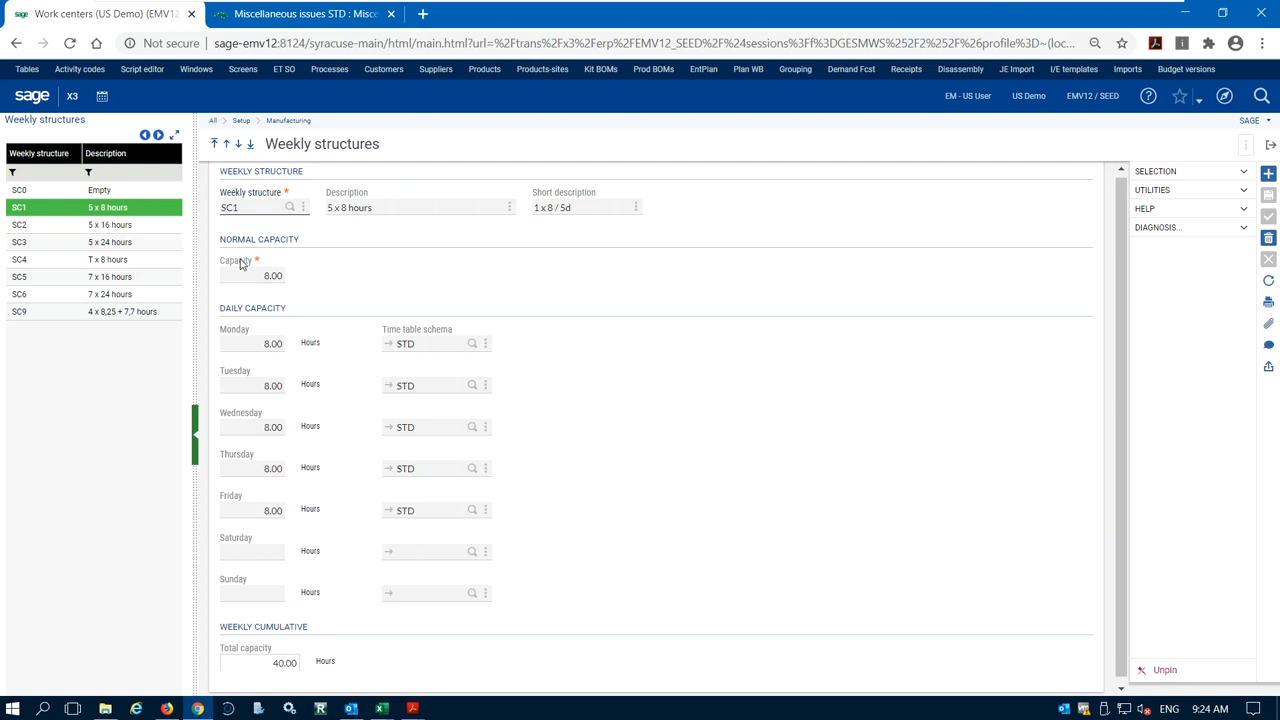 Work centers (US Demo) (EMV12
Miscellaneous issues STD : Misce
Not secure
sage-emv12:8124/syracuse-main/html/main.html?url=%2Ftrans%2Fx3%2Ferp%2FEMV12_SEED%2F%24sessions%3Ff%3DGESMWS%252F2%252F%26profile%3D~(loc...
Tables
Activity codes
Script editor
Windows
Screens
ET SO
Processes
Customers
Suppliers
Products
Products-sites
Kit BOMs
Prod BOMs
EntPlan
Plan WB
Grouping
Demand Fcst
Receipts
Disassembly
JE Import
I/E templates
Imports
Budget versions
sage
X3
EM - US User
US Demo
EMV12 / SEED
Weekly structures
All
Setup
Manufacturing
SAGE
Weekly structures
Weekly structure
Description
SC0 Empty
SC1 5 x 8 hours
SC2 5 x 16 hours
SC3 5 x 24 hours
SC4 T x 8 hours
SC5 7 x 16 hours
SC6 7 x 24 hours
SC9 4 x 8,25 + 7,7 hours
WEEKLY STRUCTURE
Weekly structure *
Description
Short description
SC1
5 x 8 hours
1 x 8 / 5d
NORMAL CAPACITY
Capacity *
8.00
DAILY CAPACITY
Monday
Time table schema
8.00 Hours STD
Tuesday
8.00 Hours STD
Wednesday
8.00 Hours STD
Thursday
8.00 Hours STD
Friday
8.00 Hours STD
Saturday
Hours
Sunday
Hours
WEEKLY CUMULATIVE
Total capacity
40.00 Hours
SELECTION
UTILITIES
HELP
DIAGNOSIS...
Unpin
ENG
9:24 AM